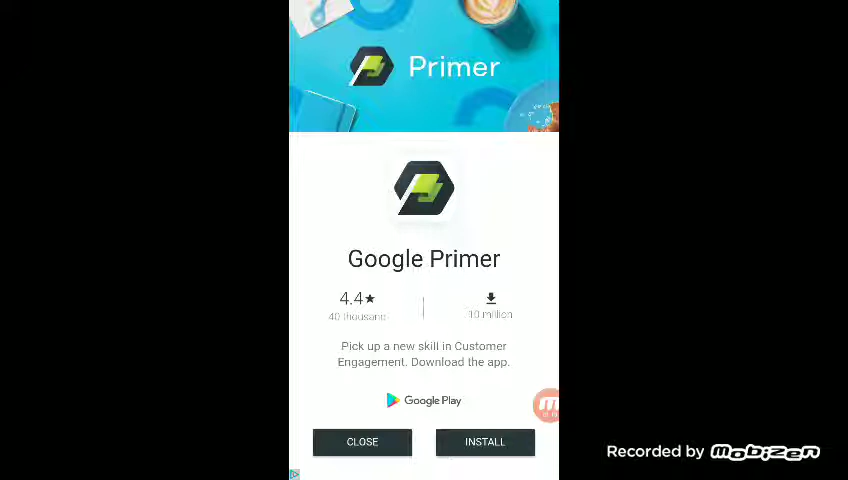 Primer
Google Primer
4.4★
40 thousand
10 million
Pick up a new skill in Customer
Engagement. Download the app.
Google Play
CLOSE
INSTALL
Recorded by MOBIZEN